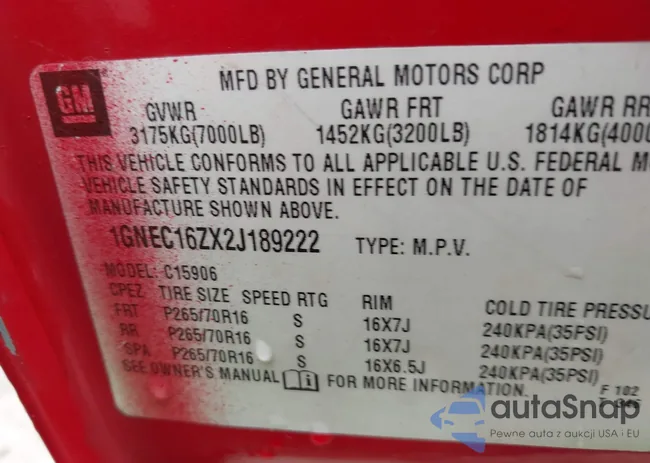 MFD BY GENERAL MOTORS CORP
GM
GVWR GAWR FRT GAWR RR
3175KG(7000LB) 1452KG(3200LB) 1814KG(4000
THIS VEHICLE CONFORMS TO ALL APPLICABLE U.S. FEDERAL M
VEHICLE SAFETY STANDARDS IN EFFECT ON THE DATE OF
MANUFACTURE SHOWN ABOVE.
1GNEC16ZX2J189222 TYPE: M.P.V.
MODEL: C15906
TIRE SIZE SPEED RTG RIM COLD TIRE PRESSU
FRT P265/70R16 S 16X7J 240KPA(35PSI)
RR P265/70R16 S 16X7J 240KPA(35PSI)
SPA P265/70R16 S 16X6.5J 240KPA(35PSI)
SEE OWNER'S MANUAL i FOR MORE INFORMATION.
F 102
autaSnap
Pewne auta z aukcji USA i EU